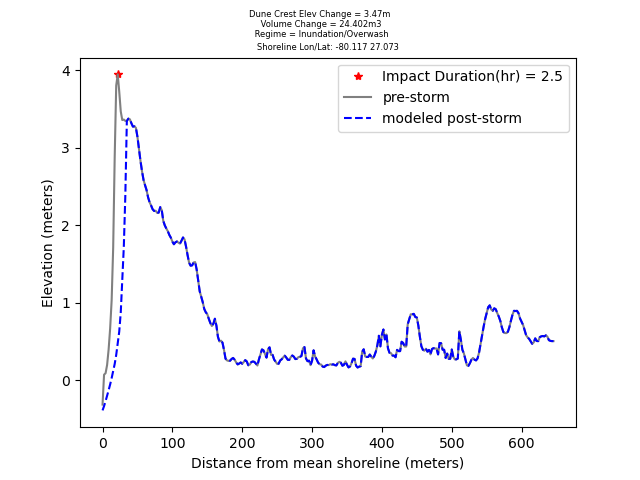 Dune Crest Elev Change = 3.47m
Volume Change = 24.402m3
Regime = Inundation/Overwash
Shoreline Lon/Lat: -80.117 27.073
Impact Duration(hr) = 2.5
pre-storm
modeled post-storm
Elevation (meters)
4
3
2
1
0
0 100 200 300 400 500 600
Distance from mean shoreline (meters)